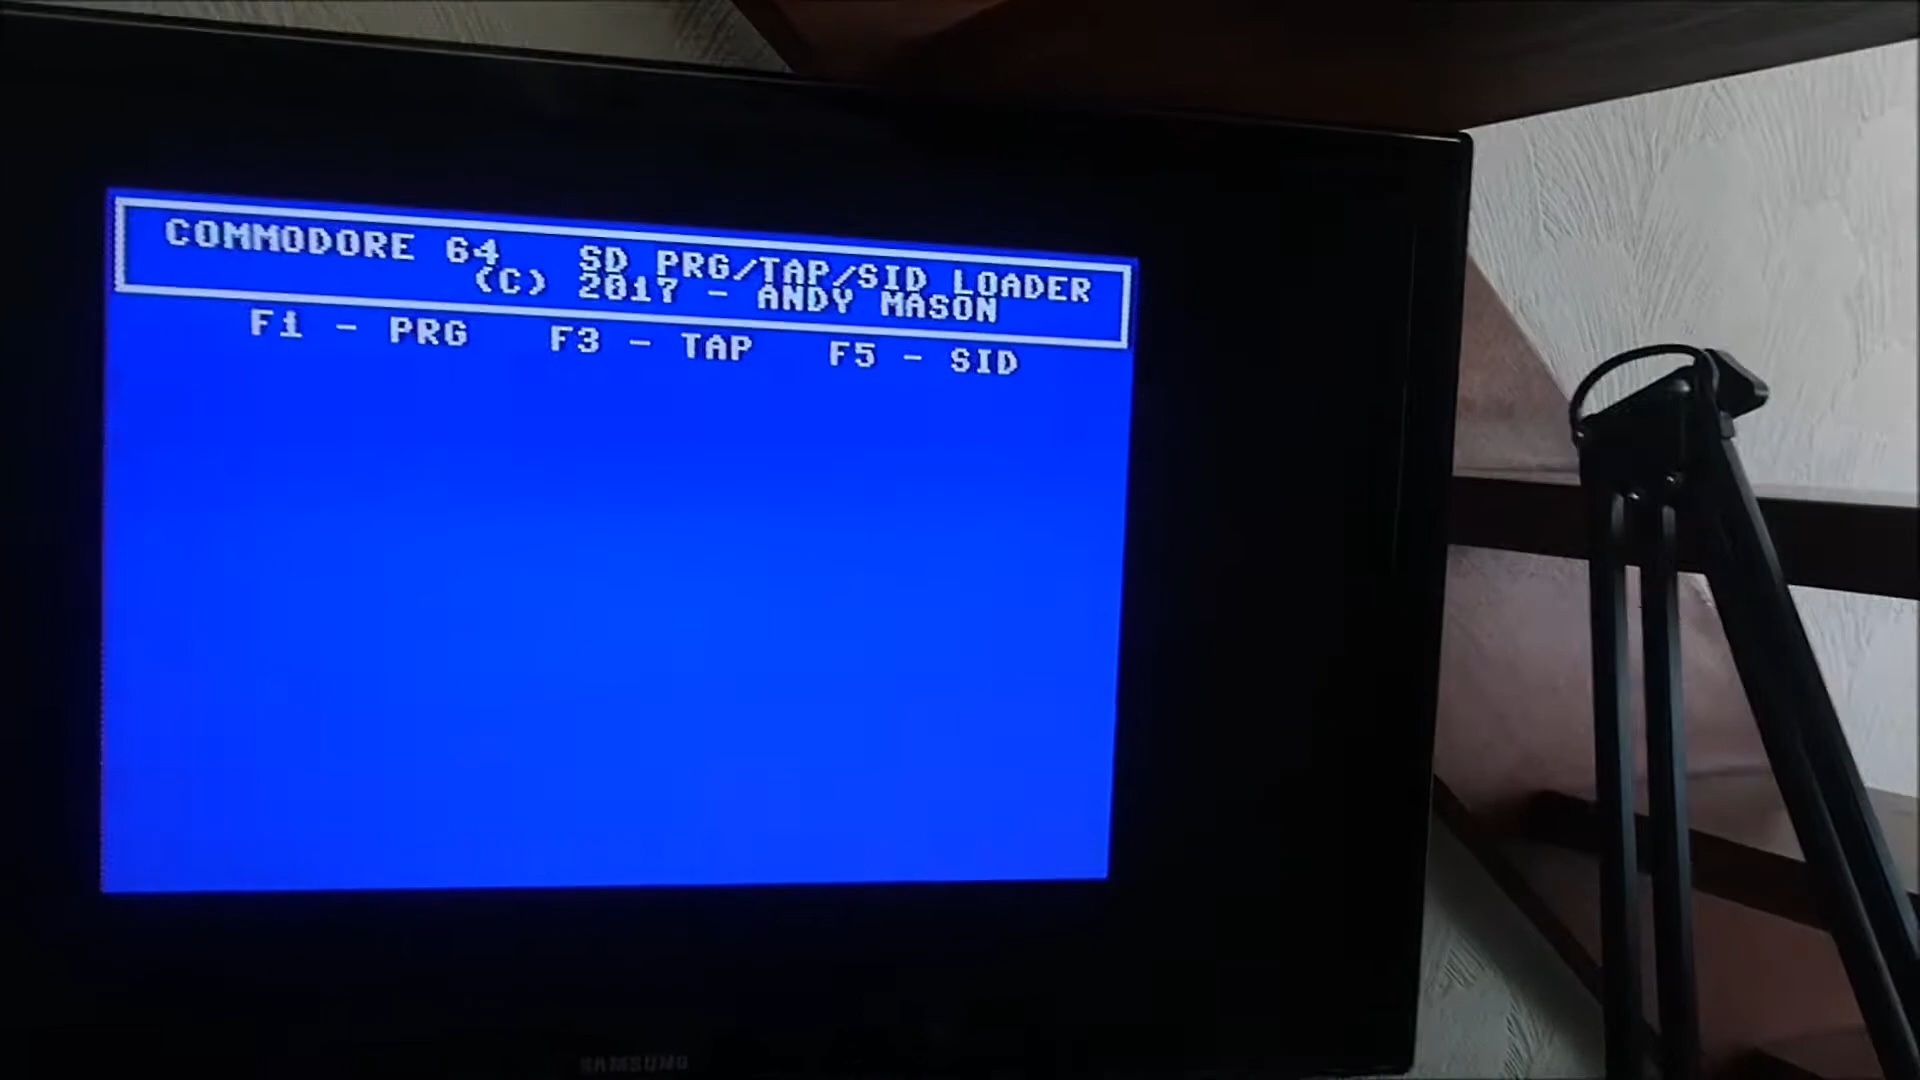 COMMODORE 64 SD PRG/TAP/SID LOADER
(C) 2017 - ANDY MASON
F1 - PRG F3 - TAP F5 - SID
SAMSUNG